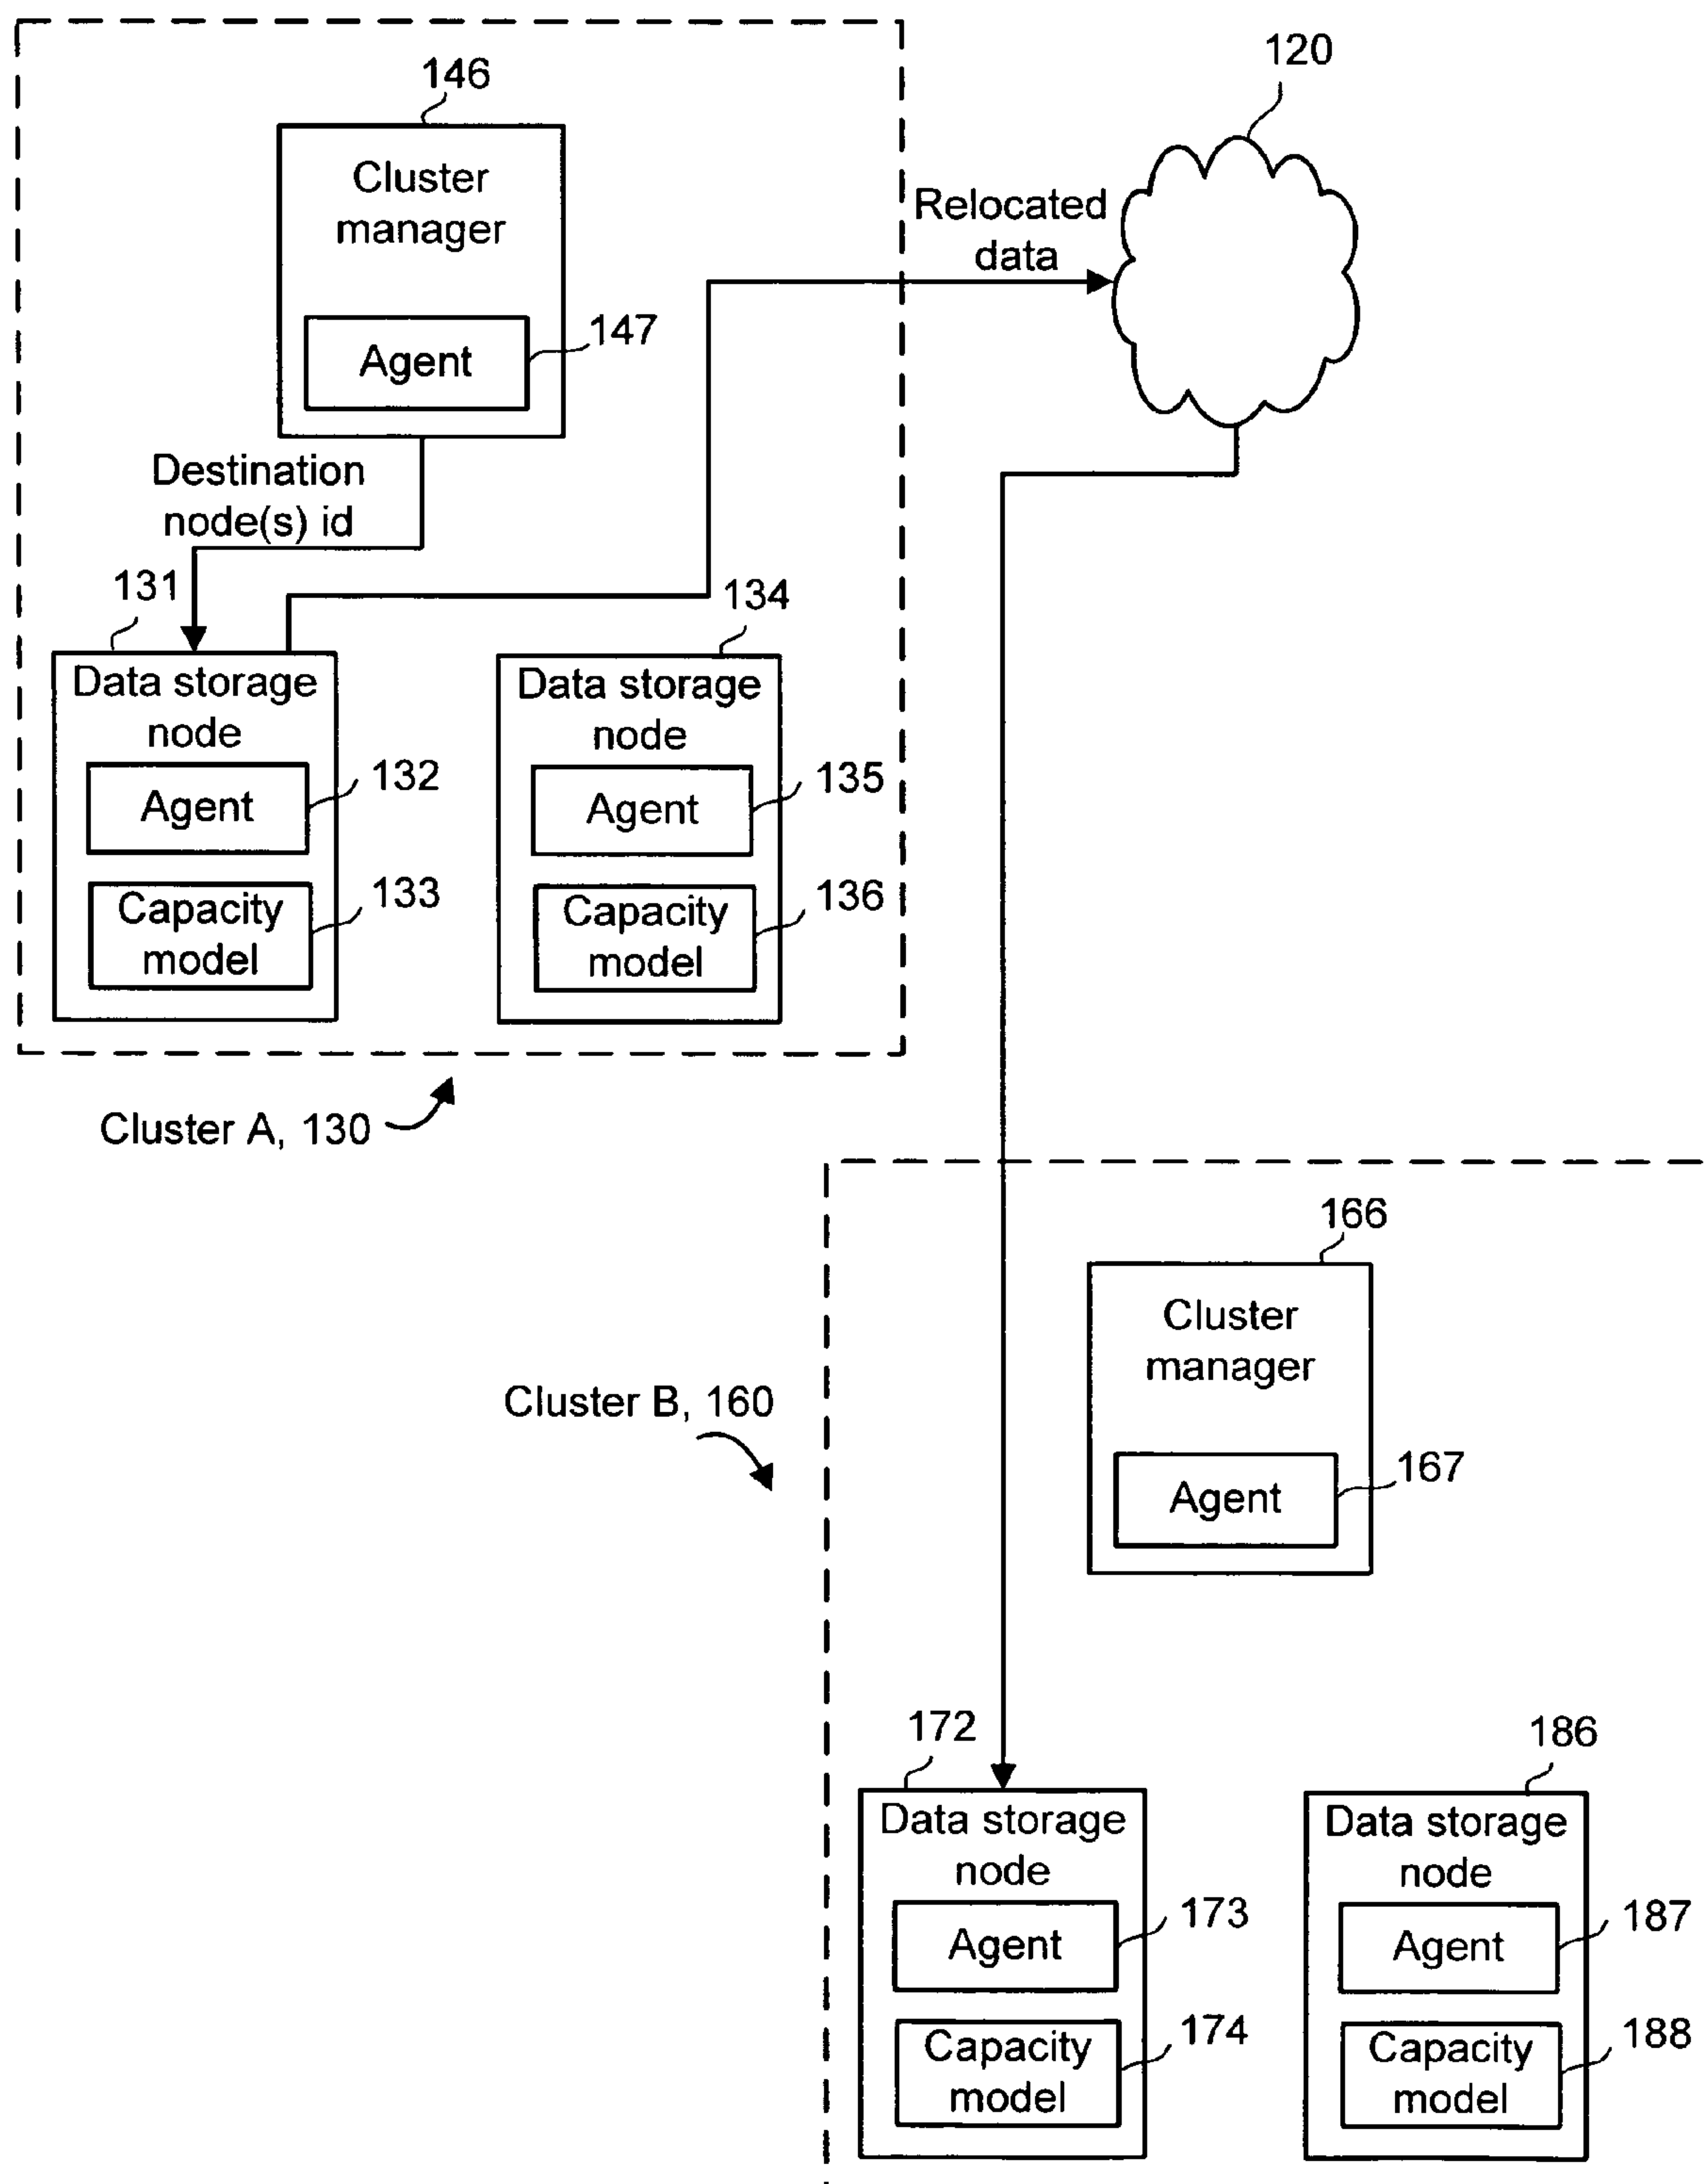 146
120
Cluster
manager
Relocated
data
Agent
147
Destination
node(s) id
131
134
Data storage
node
Data storage
node
Agent
132
Agent
135
Capacity
model
133
Capacity
model
136
Cluster A, 130
166
Cluster
manager
Cluster B, 160
Agent
167
172
186
Data storage
node
Data storage
node
Agent
173
Agent
187
Capacity
model
174
Capacity
model
188